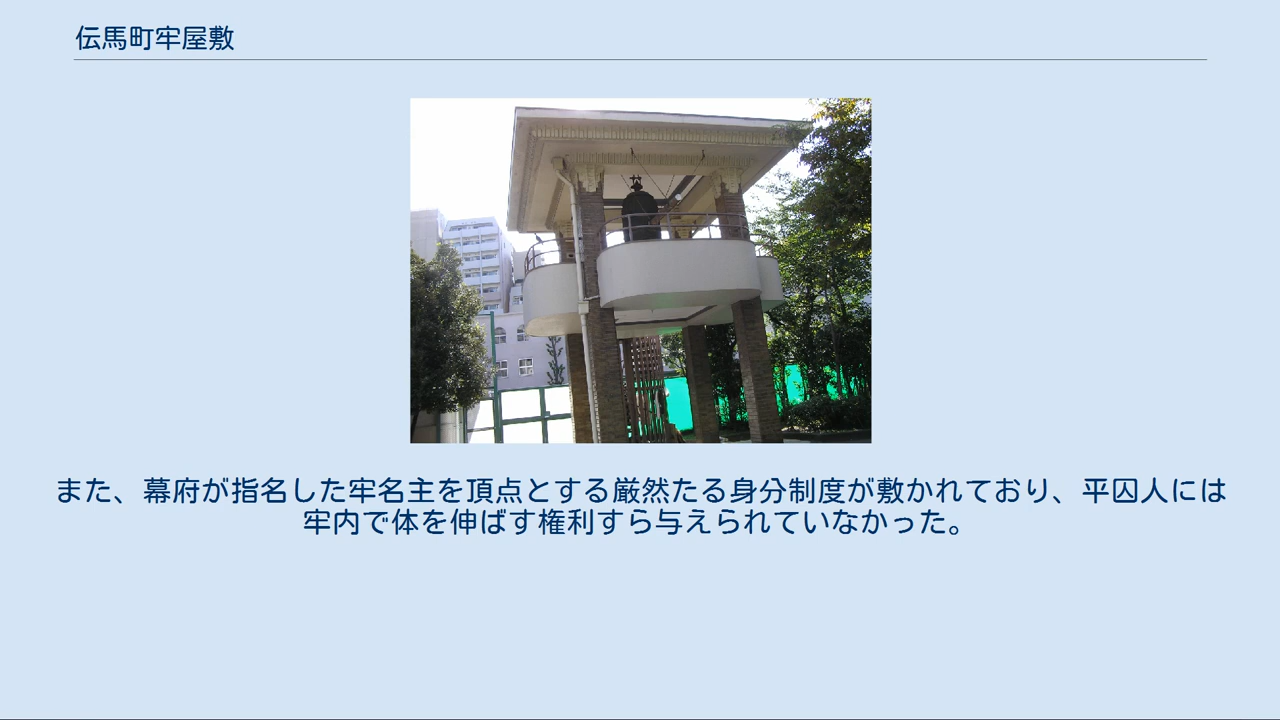 伝馬町牢屋敷
また、幕府が指名した牢名主を頂点とする厳然たる身分制度が敷かれており、平囚人には
牢内で体を伸ばす権利すら与えられていなかった。